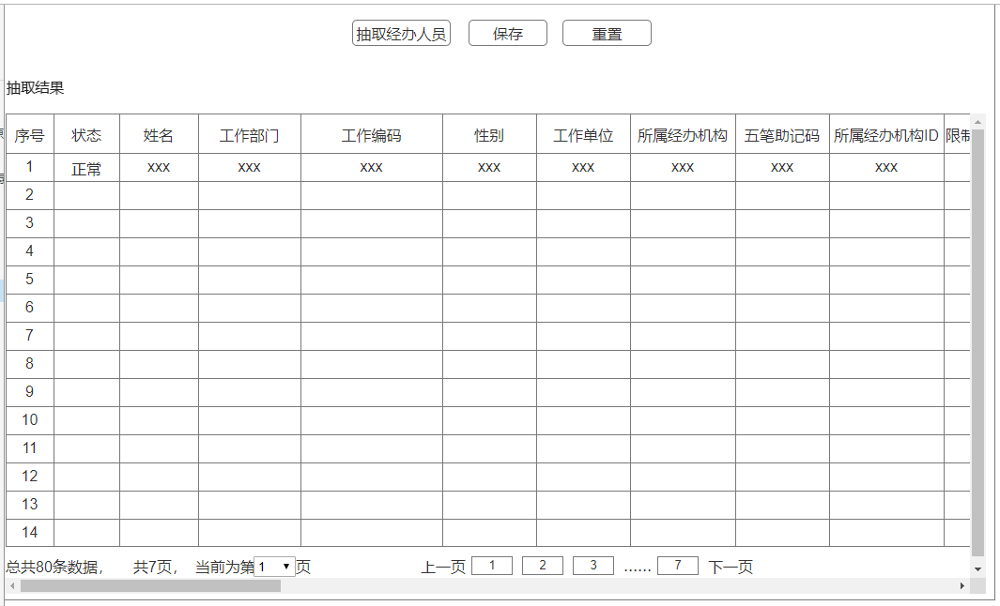 抽取经办人员 保存 重置
抽取结果
序号 状态 姓名 工作部门 工作编码 性别 工作单位 所属经办机构 五笔助记码 所属经办机构ID 限制
1 正常 xxx xxx xxx xxx xxx xxx xxx xxx
2
3
4
5
6
7
8
9
10
11
12
13
14
总共80条数据， 共7页， 当前为第1页 上一页 1 2 3 ...... 7 下一页